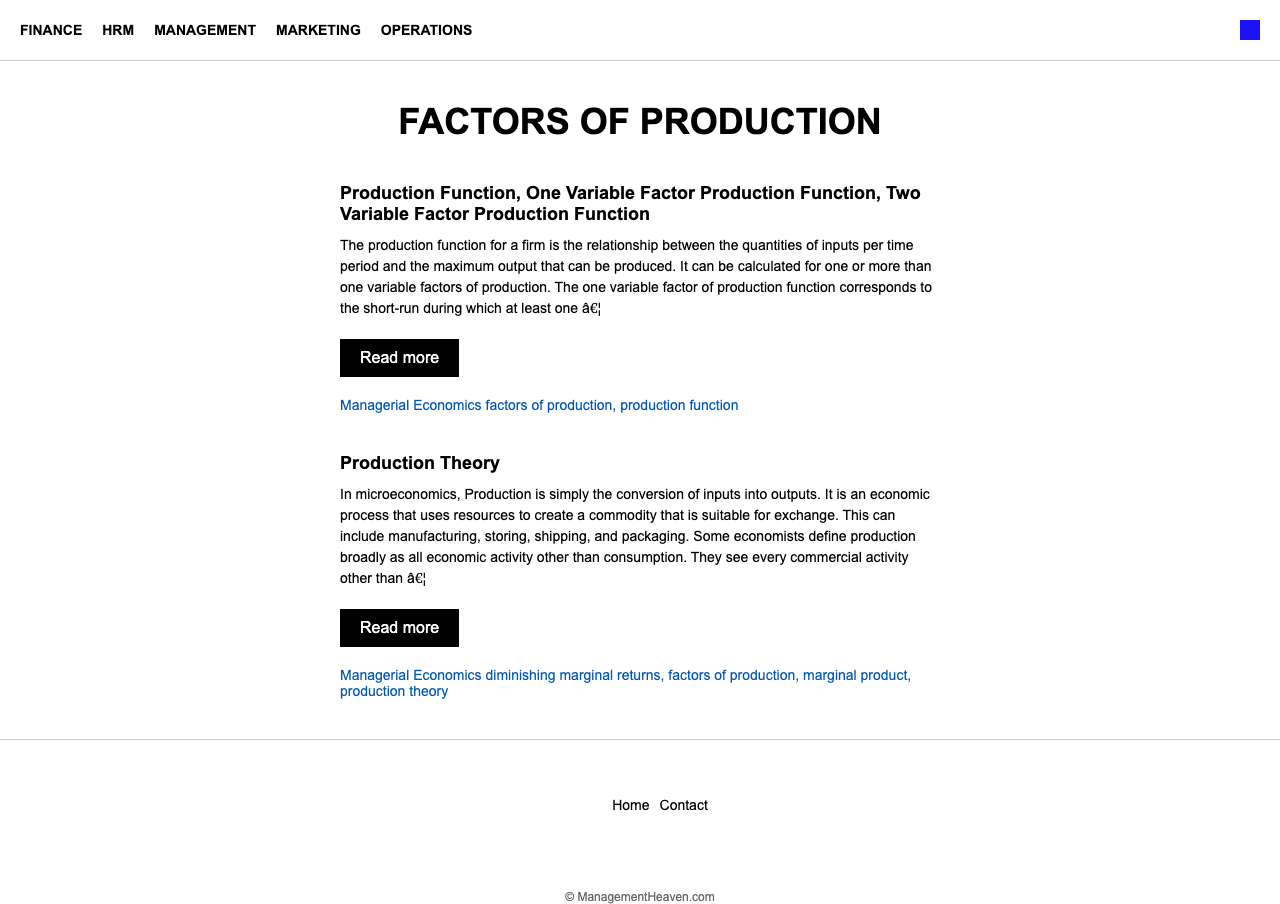 FINANCE HRM MANAGEMENT MARKETING OPERATIONS
FACTORS OF PRODUCTION
Production Function, One Variable Factor Production Function, Two
Variable Factor Production Function
The production function for a firm is the relationship between the quantities of inputs per time
period and the maximum output that can be produced. It can be calculated for one or more than
one variable factors of production. The one variable factor of production function corresponds to
the short-run during which at least one â€¦
Read more
Managerial Economics factors of production, production function
Production Theory
In microeconomics, Production is simply the conversion of inputs into outputs. It is an economic
process that uses resources to create a commodity that is suitable for exchange. This can
include manufacturing, storing, shipping, and packaging. Some economists define production
broadly as all economic activity other than consumption. They see every commercial activity
other than â€¦
Read more
Managerial Economics diminishing marginal returns, factors of production, marginal product,
production theory
Home Contact
© ManagementHeaven.com